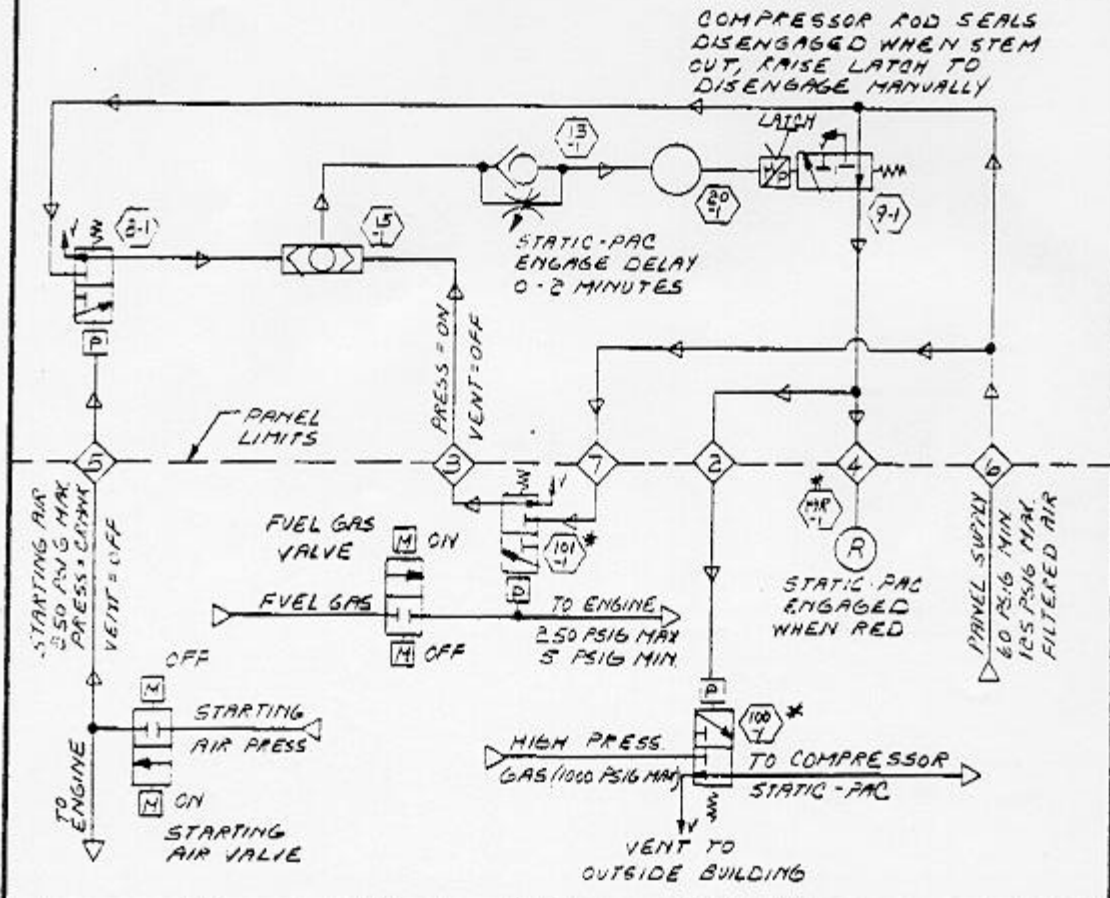 COMPRESSOR ROD SEALS
DISENGAGED WHEN STEM
OUT, RAISE LATCH TO
DISENGAGE MANUALLY
LATCH
13
-1
20
-1
9-1
P
V
15
-1
STATIC-PAC
ENGAGE DELAY
0-2 MINUTES
P
PRESS=ON
VENT=OFF
PANEL
LIMITS
5
3
7
2
4
6
STARTING AIR
250 PSIG MAX.
PRESS=CRANK
VENT=OFF
FUEL GAS
VALVE
M
ON
V
101
-1
*
*
R
STATIC-PAC
ENGAGED
WHEN RED
PANEL SUPPLY
60 PSIG MIN.
125 PSIG MAX.
FILTERED AIR
FUEL GAS
TO ENGINE
250 PSIG MAX
5 PSIG MIN.
M
OFF
OFF
M
STARTING
AIR PRESS
M
ON
STARTING
AIR VALVE
TO
ENGINE
P
100
*
HIGH PRESS.
GAS (1000 PSIG MAX)
TO COMPRESSOR
STATIC-PAC
V
VENT TO
OUTSIDE BUILDING